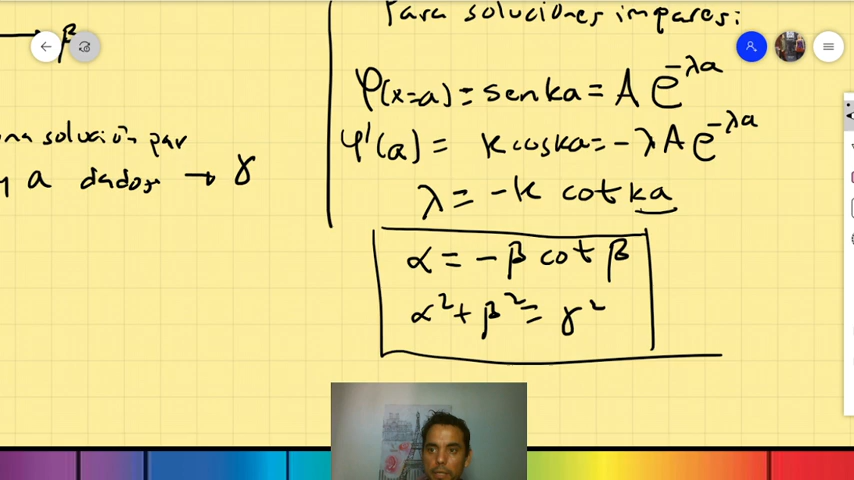 Para soluciones impares:
φ(x=a) = sen ka = A e^{-λa}
φ'(a) = k cos ka = -λ A e^{-λa}
λ = -k cot ka
α = -β cot β
α² + β² = γ²
β
una solución par
y a dados → γ